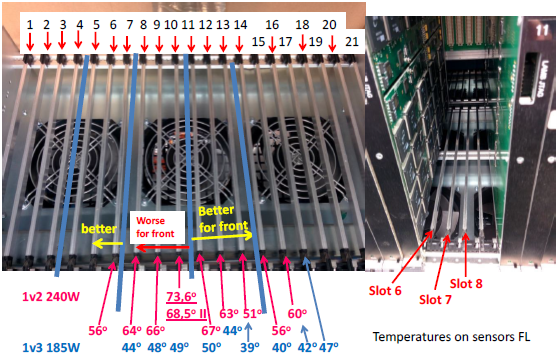 1 2 3 4 5 6 7 8 9 10 11 12 13 14 16 18 20
15 17 19 21
11
better
Worse
for front
Better
for front
Slot 6
Slot 7
Slot 8
1v2 240W
56º 64º 66º 73,6º 67º 63º 51º 56º 60º
68,5º II
1v3 185W
44º 48º 49º 50º 44º 39º 40º 42º 47º
Temperatures on sensors FL